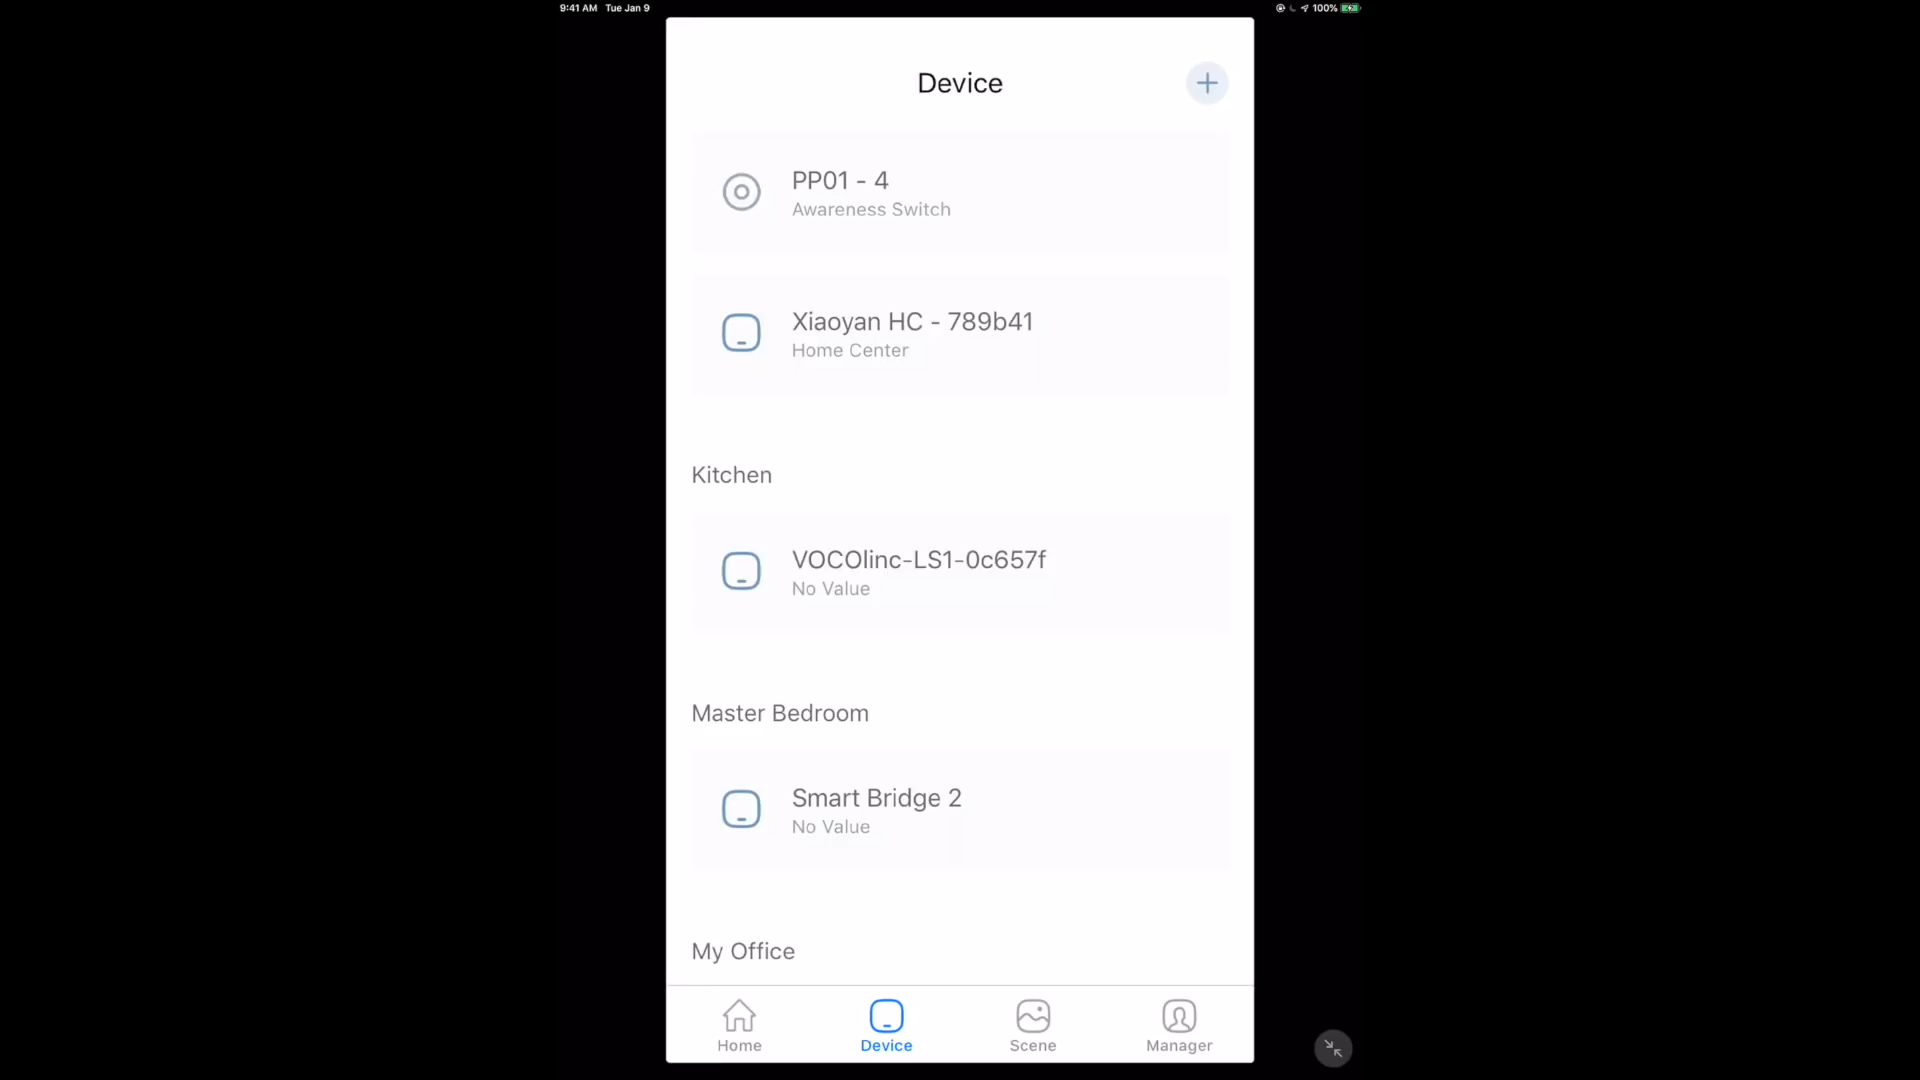 9:41 AM Tue Jan 9
100%
Device
PP01 - 4
Awareness Switch
Xiaoyan HC - 789b41
Home Center
Kitchen
VOCOlinc-LS1-0c657f
No Value
Master Bedroom
Smart Bridge 2
No Value
My Office
Home Device Scene Manager